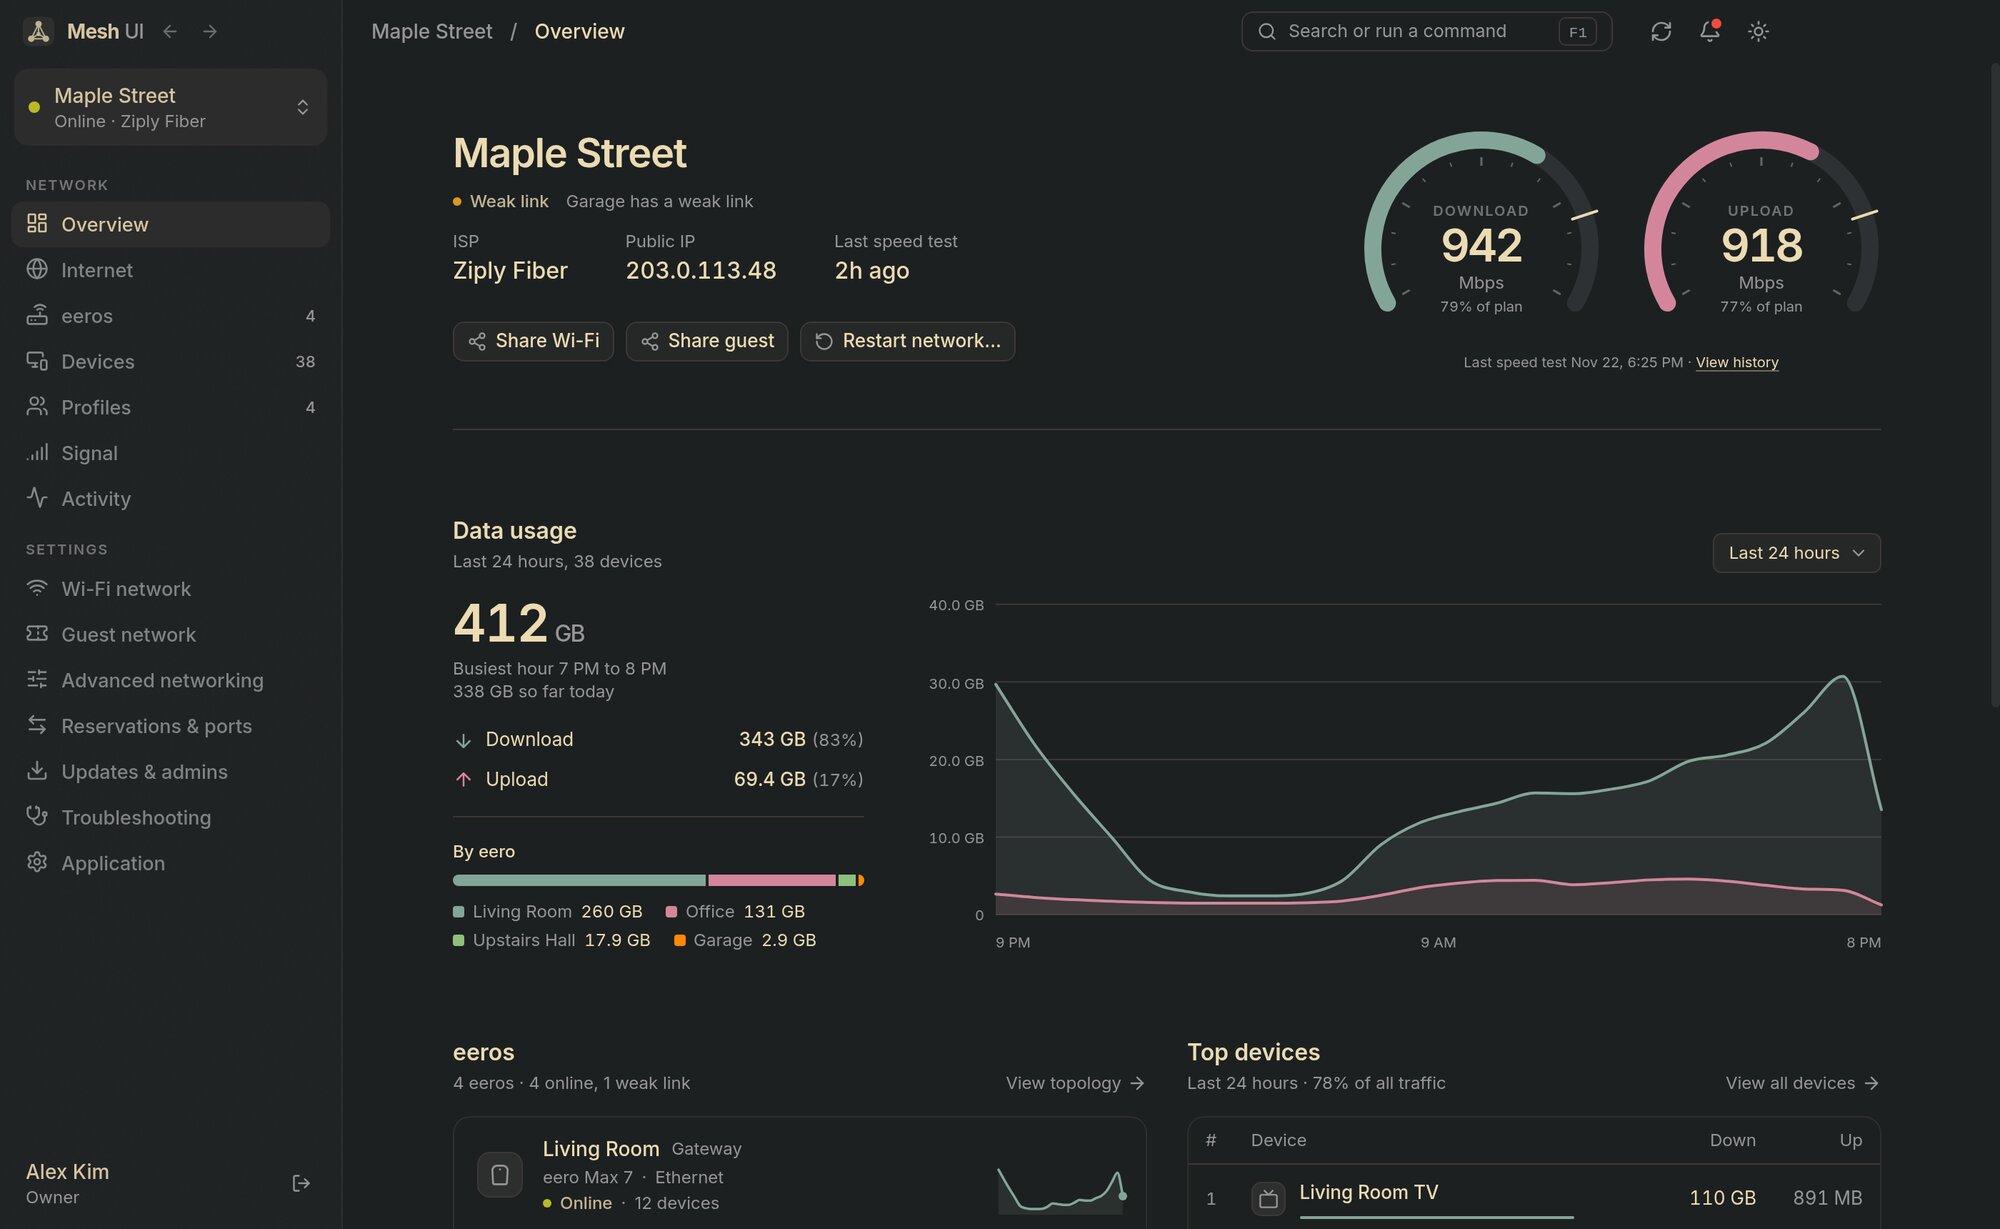 Mesh UI
Maple Street
Online · Ziply Fiber
NETWORK
Overview
Internet
eeros 4
Devices 38
Profiles 4
Signal
Activity
SETTINGS
Wi-Fi network
Guest network
Advanced networking
Reservations & ports
Updates & admins
Troubleshooting
Application
Alex Kim
Owner
Maple Street / Overview
Search or run a command F1
Maple Street
Weak link Garage has a weak link
ISP Public IP Last speed test
Ziply Fiber 203.0.113.48 2h ago
Share Wi-Fi Share guest Restart network...
DOWNLOAD
942
Mbps
79% of plan
UPLOAD
918
Mbps
77% of plan
Last speed test Nov 22, 6:25 PM · View history
Data usage
Last 24 hours, 38 devices
Last 24 hours
412 GB
Busiest hour 7 PM to 8 PM
338 GB so far today
Download 343 GB (83%)
Upload 69.4 GB (17%)
By eero
Living Room 260 GB Office 131 GB
Upstairs Hall 17.9 GB Garage 2.9 GB
40.0 GB
30.0 GB
20.0 GB
10.0 GB
0
9 PM 9 AM 8 PM
eeros
4 eeros · 4 online, 1 weak link
View topology
Living Room Gateway
eero Max 7 · Ethernet
Online · 12 devices
Top devices
Last 24 hours · 78% of all traffic
View all devices
# Device Down Up
1 Living Room TV 110 GB 891 MB